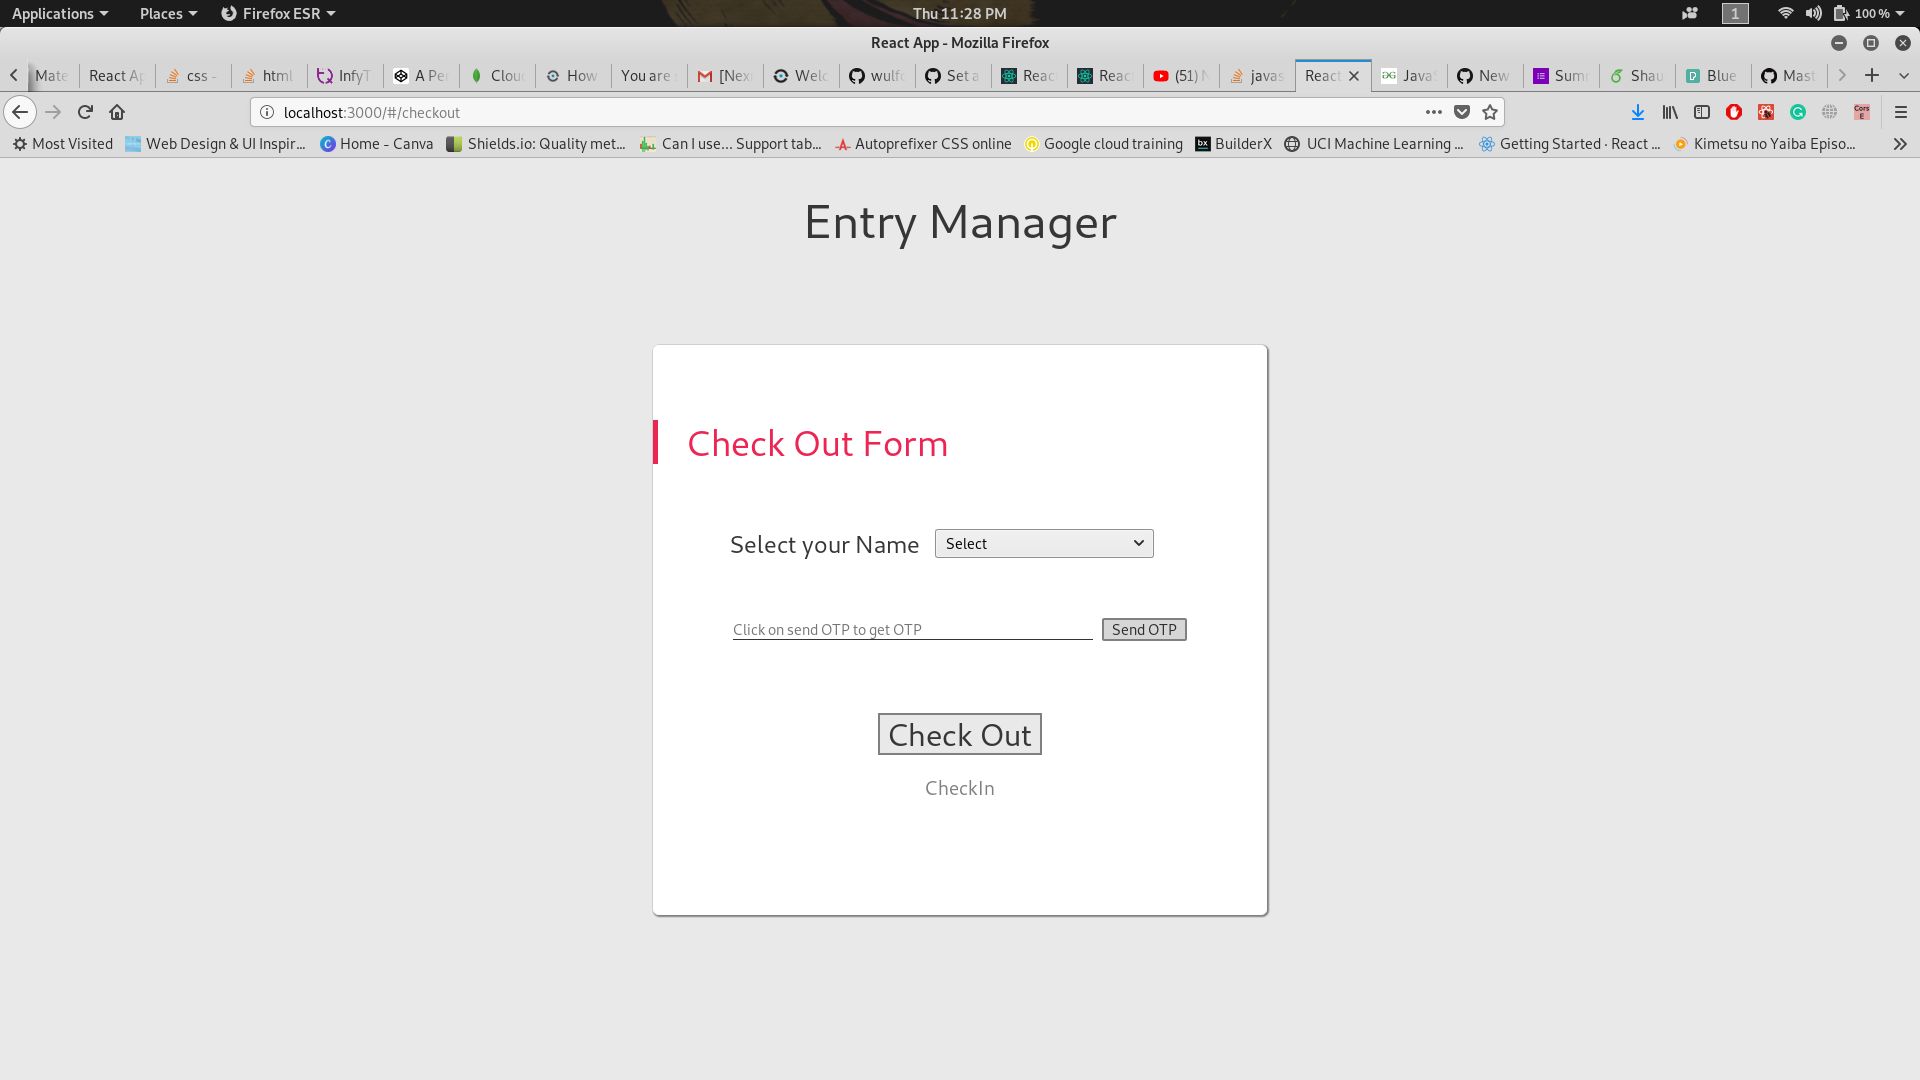 Applications Places Firefox ESR Thu 11:28 PM 1 100 %
React App - Mozilla Firefox
Mate React Ap css - html InfyT A Pe Clou How You are [Nex Welc wulf Set a Reac Reac (51) javas React Java New Sum Shau Blue Mast
localhost:3000/#/checkout Cors E
Most Visited Web Design & UI Inspir... Home - Canva Shields.io: Quality met... Can I use... Support tab... Autoprefixer CSS online Google cloud training bx BuilderX UCI Machine Learning ... Getting Started · React ... Kimetsu no Yaiba Episo...
Entry Manager
Check Out Form
Select your Name Select
Click on send OTP to get OTP Send OTP
Check Out
CheckIn